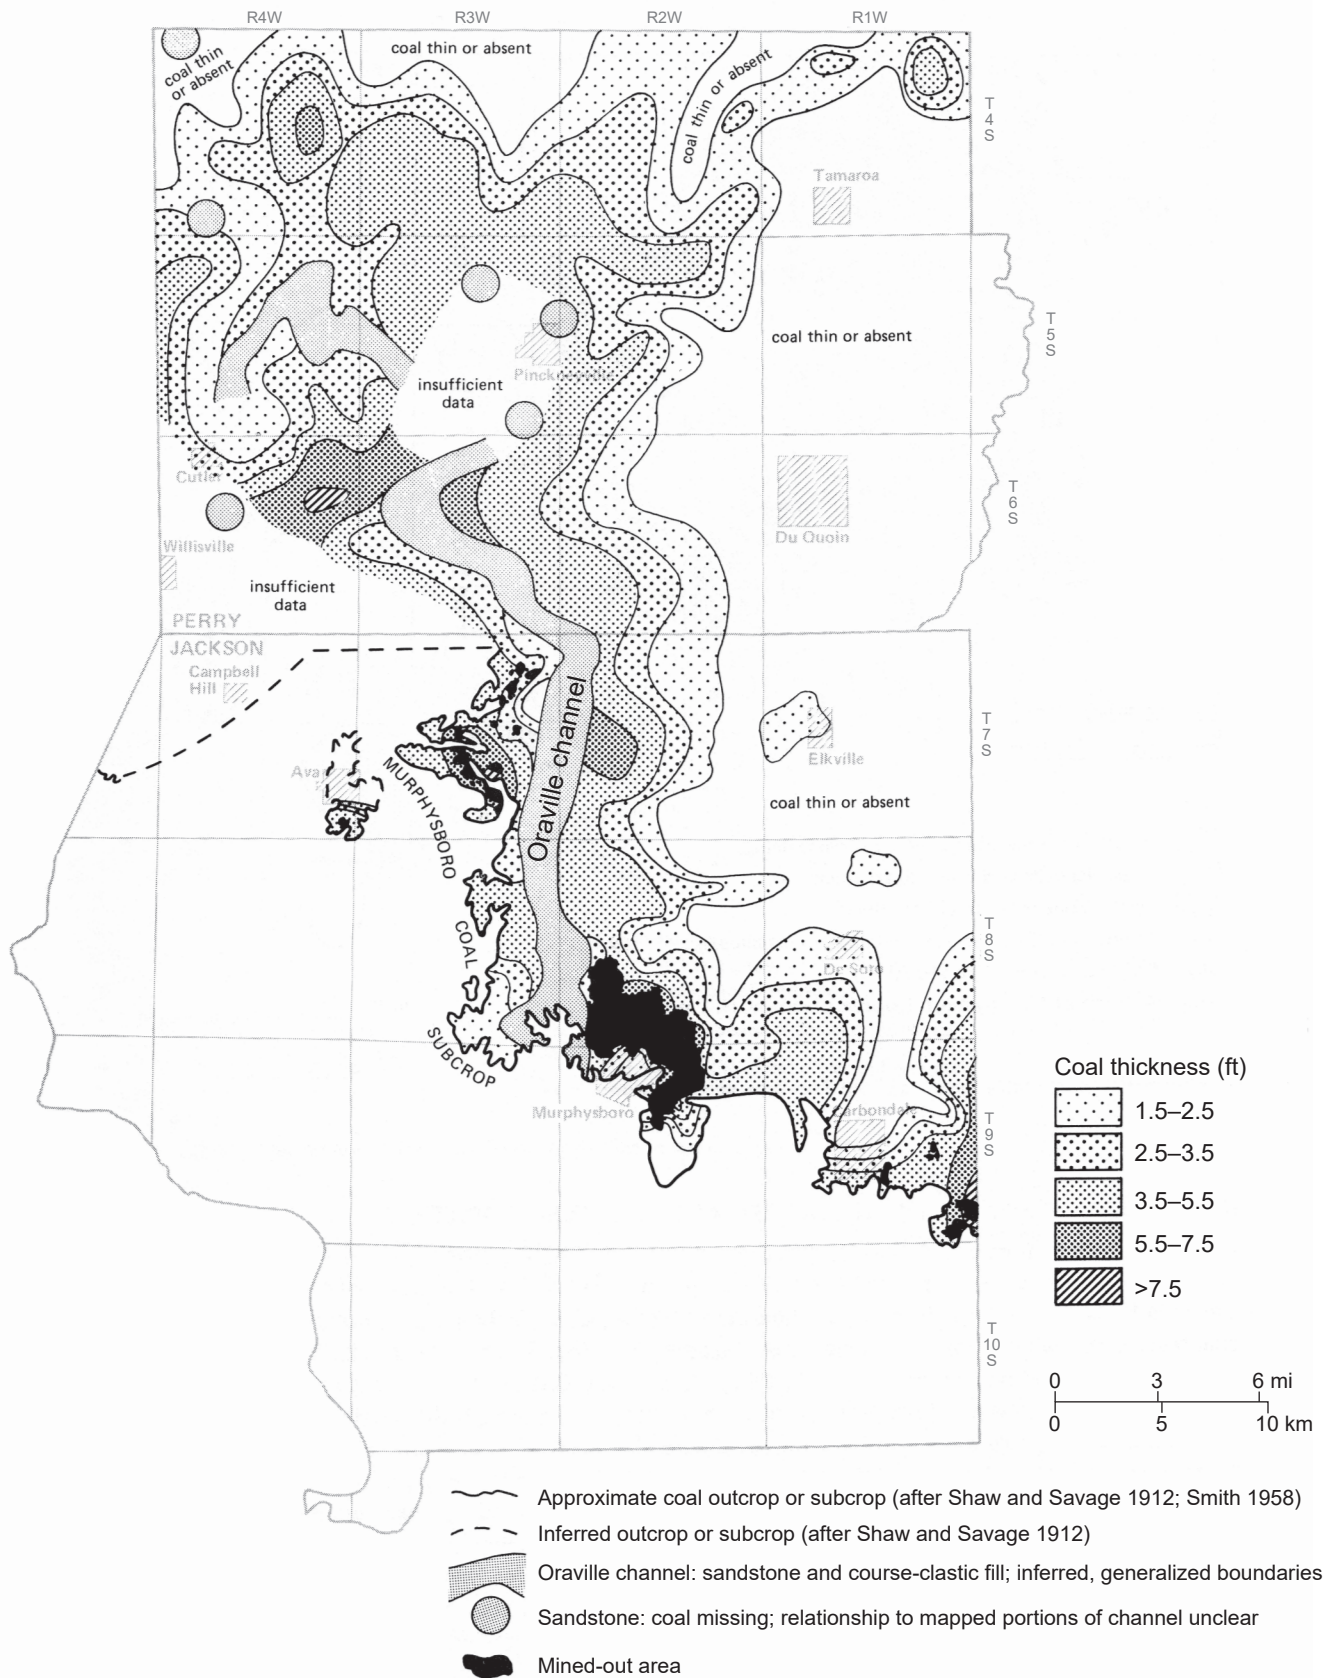 R4W R3W R2W R1W
coal thin
or absent
coal thin or absent
coal thin or absent
T
4
S
Tamaroa
T
5
S
coal thin or absent
Pinckneyville
insufficient
data
Cutler
T
6
S
Du Quoin
Willisville
insufficient
data
PERRY
JACKSON
Campbell
Hill
Oraville channel
T
7
S
Elkville
Ava
MURPHYSBORO
COAL
SUBCROP
coal thin or absent
T
8
S
De Soto
Murphysboro
Carbondale
T
9
S
T
10
S
Coal thickness (ft)
1.5–2.5
2.5–3.5
3.5–5.5
5.5–7.5
>7.5
0 3 6 mi
0 5 10 km
Approximate coal outcrop or subcrop (after Shaw and Savage 1912; Smith 1958)
Inferred outcrop or subcrop (after Shaw and Savage 1912)
Oraville channel: sandstone and course-clastic fill; inferred, generalized boundaries
Sandstone: coal missing; relationship to mapped portions of channel unclear
Mined-out area